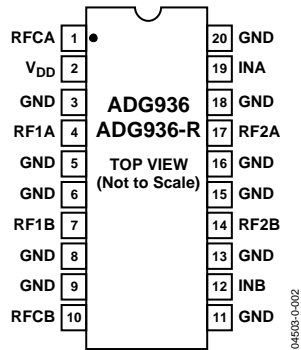 RFCA 1 20 GND
VDD 2 19 INA
GND 3 18 GND
ADG936
RF1A 4 17 RF2A
ADG936-R
GND 5 16 GND
TOP VIEW
(Not to Scale)
GND 6 15 GND
RF1B 7 14 RF2B
GND 8 13 GND
GND 9 12 INB
RFCB 10 11 GND
04503-0-002